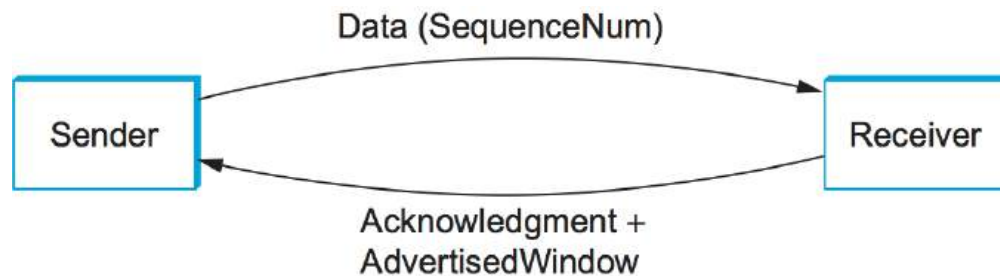 Data (SequenceNum)
Sender
Receiver
Acknowledgment +
AdvertisedWindow